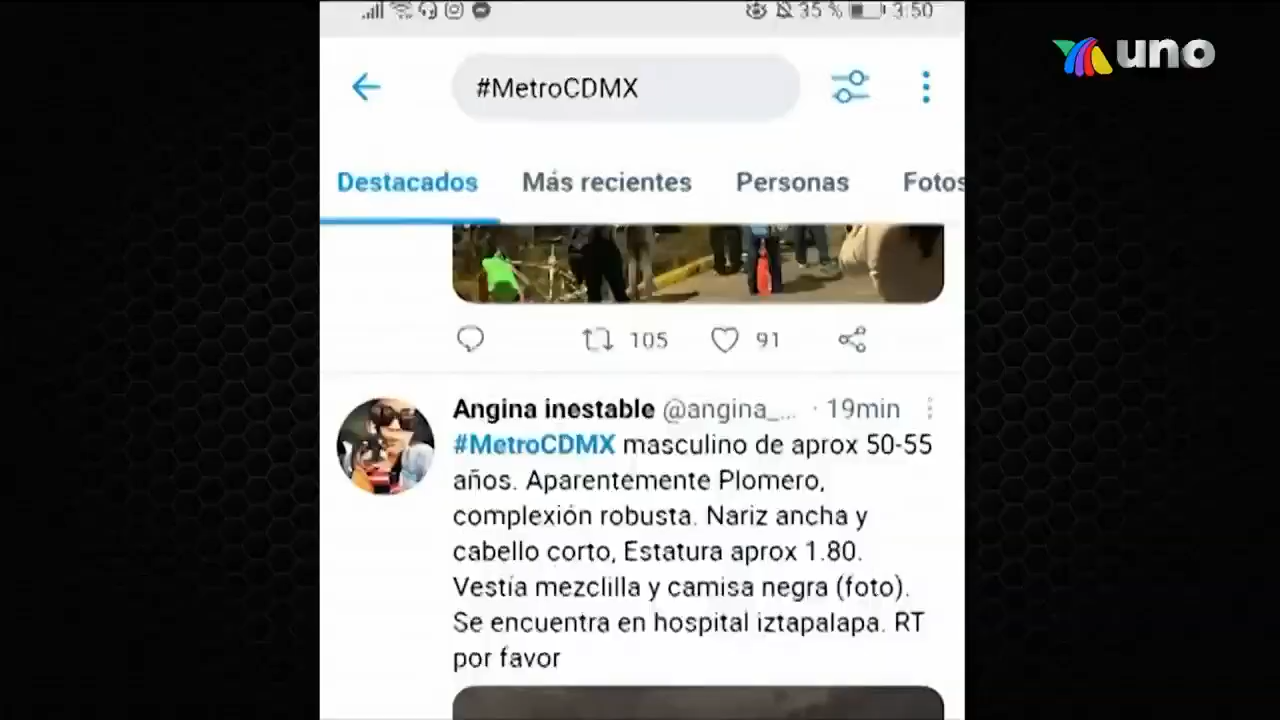 35 % 3:50
uno
#MetroCDMX
Destacados Más recientes Personas Fotos
105 91
Angina inestable @angina_... · 19min
#MetroCDMX masculino de aprox 50-55
años. Aparentemente Plomero,
complexión robusta. Nariz ancha y
cabello corto, Estatura aprox 1.80.
Vestía mezclilla y camisa negra (foto).
Se encuentra en hospital iztapalapa. RT
por favor